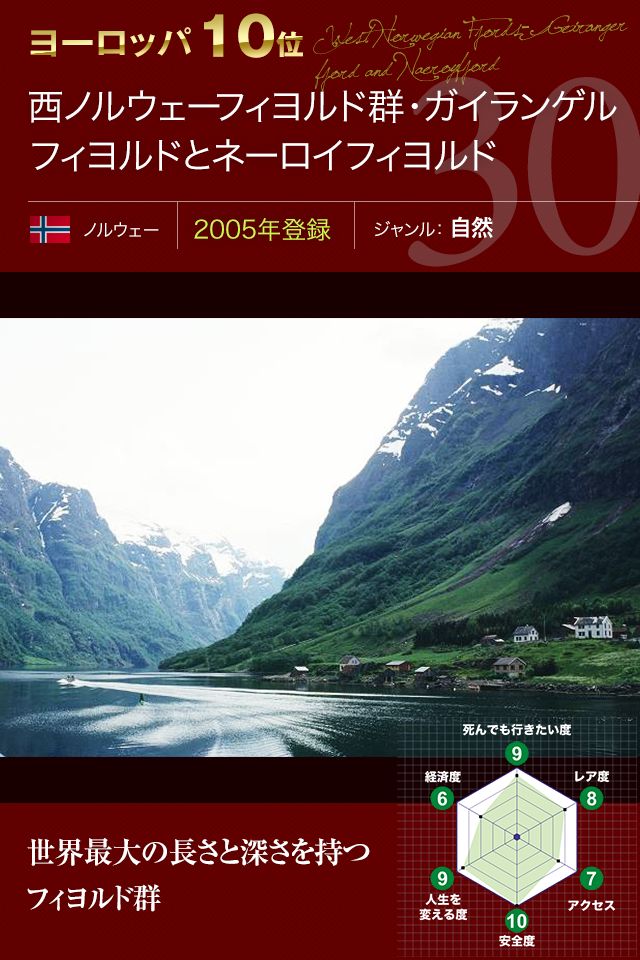 ヨーロッパ 10位
West Norwegian Fjords-Geiranger
fjord and Naeroyfjord
30
西ノルウェーフィヨルド群・ガイランゲル
フィヨルドとネーロイフィヨルド
ノルウェー 2005年登録 ジャンル： 自然
死んでも行きたい度
9
経済度 レア度
6 8
9 7
人生を
変える度
アクセス
10
安全度
世界最大の長さと深さを持つ
フィヨルド群